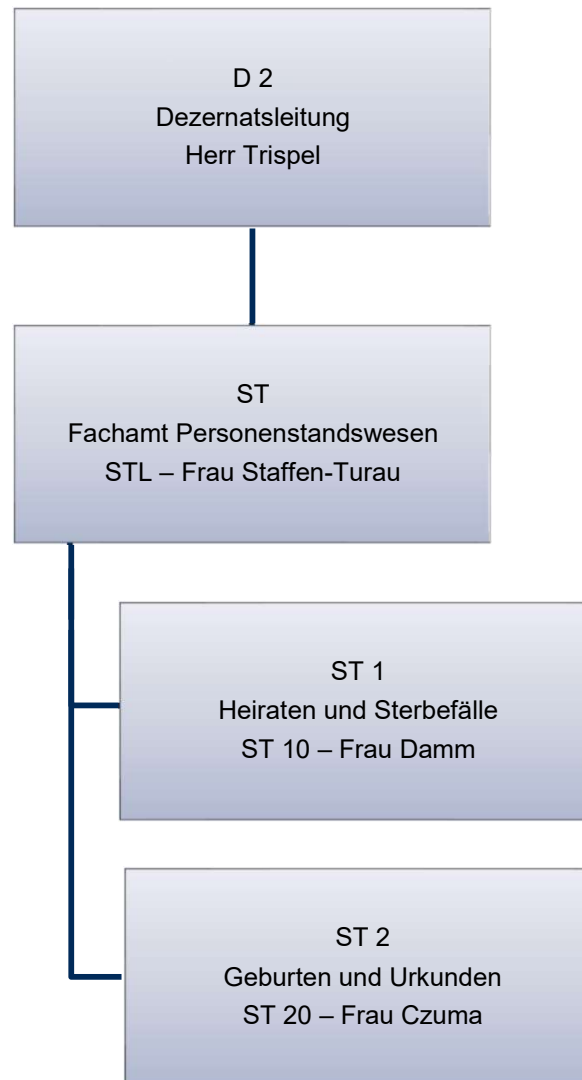 D 2
Dezernatsleitung
Herr Trispel
ST
Fachamt Personenstandswesen
STL – Frau Staffen-Turau
ST 1
Heiraten und Sterbefälle
ST 10 – Frau Damm
ST 2
Geburten und Urkunden
ST 20 – Frau Czuma